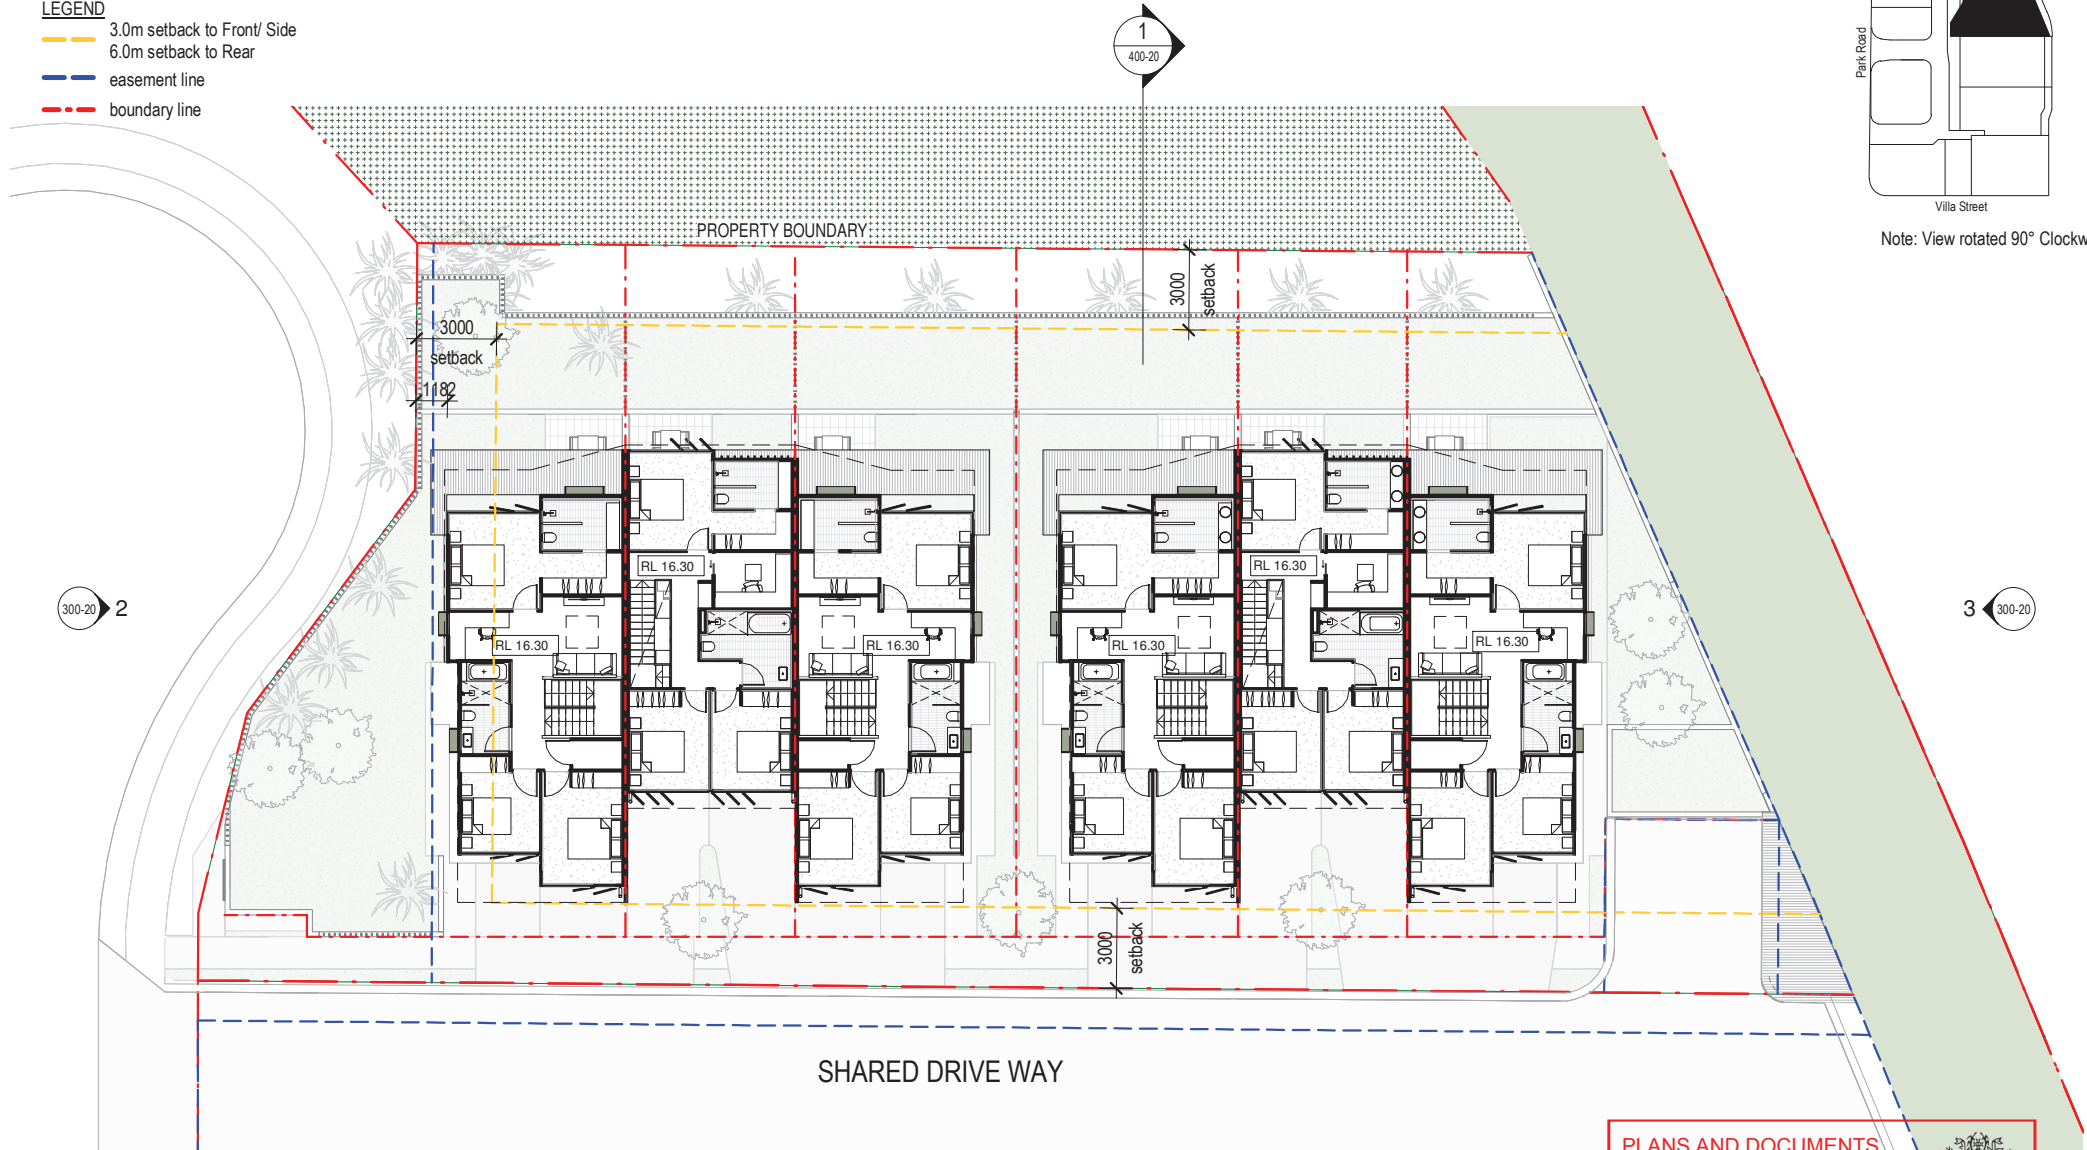 LEGEND
3.0m setback to Front/ Side
6.0m setback to Rear
easement line
boundary line
1
400-20
Park Road
Villa Street
Note: View rotated 90° Clockw
PROPERTY BOUNDARY
3000
setback
3000
setback
1182
RL 16.30
RL 16.30
RL 16.30
RL 16.30
RL 16.30
RL 16.30
300-20
2
3
300-20
3000
setback
SHARED DRIVE WAY
PLANS AND DOCUMENTS